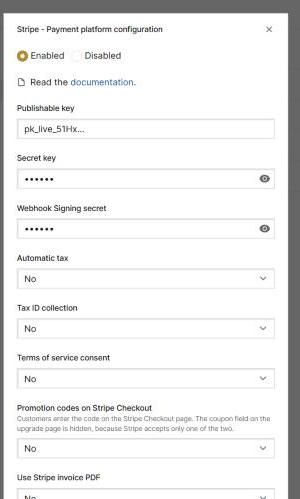 Stripe - Payment platform configuration
Enabled Disabled
Read the documentation.
Publishable key
pk_live_51Hx...
Secret key
••••••
Webhook Signing secret
••••••
Automatic tax
No
Tax ID collection
No
Terms of service consent
No
Promotion codes on Stripe Checkout
Customers enter the code on the Stripe Checkout page. The coupon field on the
upgrade page is hidden, because Stripe accepts only one of the two.
No
Use Stripe invoice PDF
No